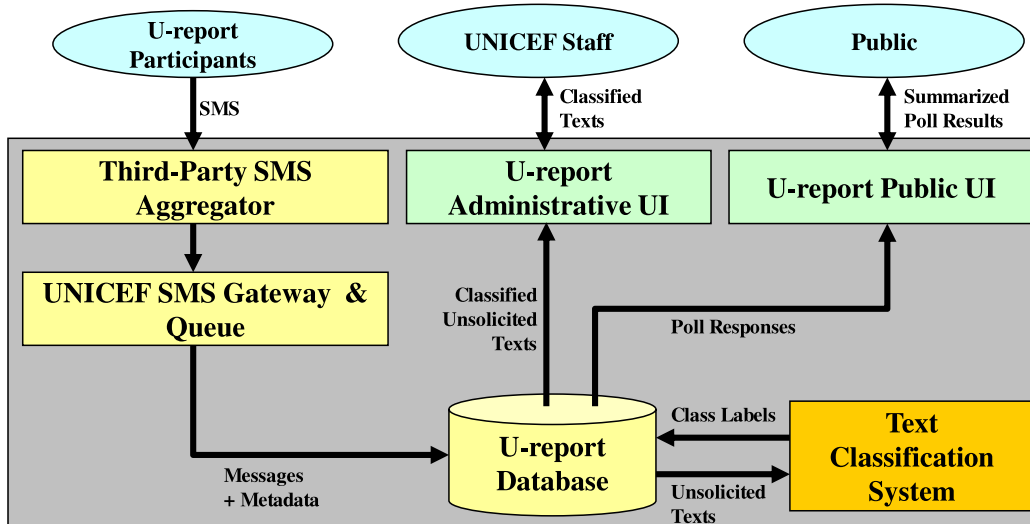 U-report
Participants
UNICEF Staff
Public
SMS
Classified
Texts
Summarized
Poll Results
Third-Party SMS
Aggregator
U-report
Administrative UI
U-report Public UI
UNICEF SMS Gateway & 
Queue
Classified
Unsolicited
Texts
Poll Responses
Messages
+ Metadata
U-report
Database
Class Labels
Unsolicited
Texts
Text
Classification
System